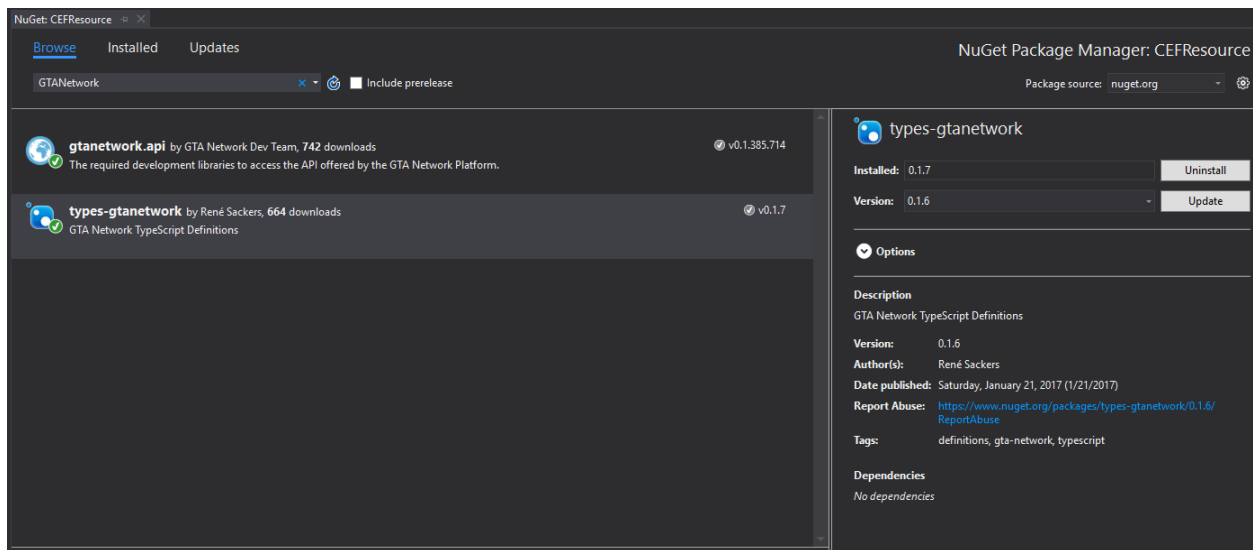 NuGet: CEFResource
Browse Installed Updates
NuGet Package Manager: CEFResource
GTANetwork
Include prerelease
Package source: nuget.org
gtanetwork.api by GTA Network Dev Team, 742 downloads
v0.1.385.714
The required development libraries to access the API offered by the GTA Network Platform.
types-gtanetwork by René Sackers, 664 downloads
v0.1.7
GTA Network TypeScript Definitions
types-gtanetwork
Installed: 0.1.7 Uninstall
Version: 0.1.6 Update
Options
Description
GTA Network TypeScript Definitions
Version: 0.1.6
Author(s): René Sackers
Date published: Saturday, January 21, 2017 (1/21/2017)
Report Abuse: https://www.nuget.org/packages/types-gtanetwork/0.1.6/
ReportAbuse
Tags: definitions, gta-network, typescript
Dependencies
No dependencies